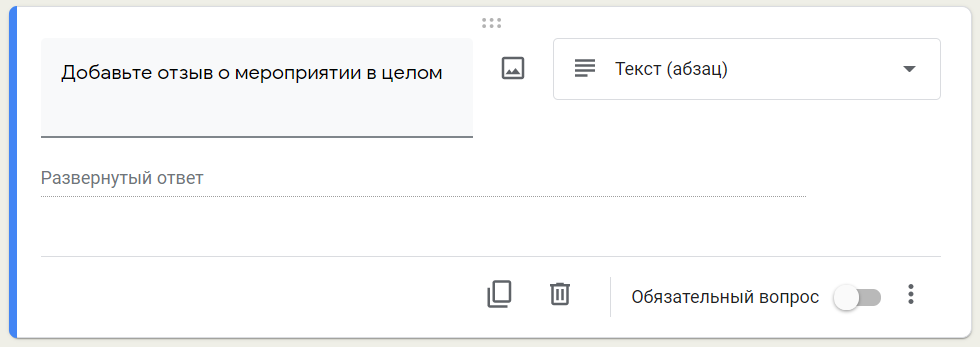 Добавьте отзыв о мероприятии в целом
Текст (абзац)
Развернутый ответ
Обязательный вопрос